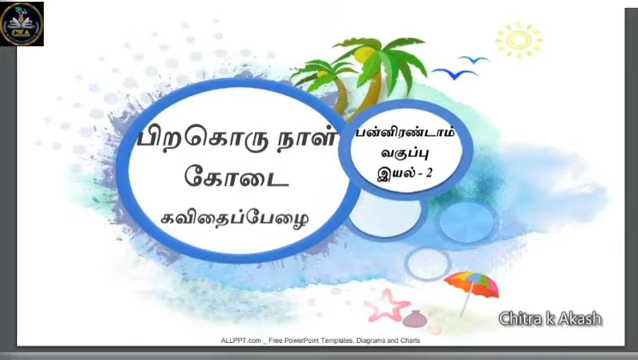 CKA
பிறகொரு நாள்
கோடை
கவிதைப்பேழை
பன்னிரண்டாம்
வகுப்பு
இயல் - 2
Chitra k Akash
ALLPPT.com _ Free PowerPoint Templates, Diagrams and Charts